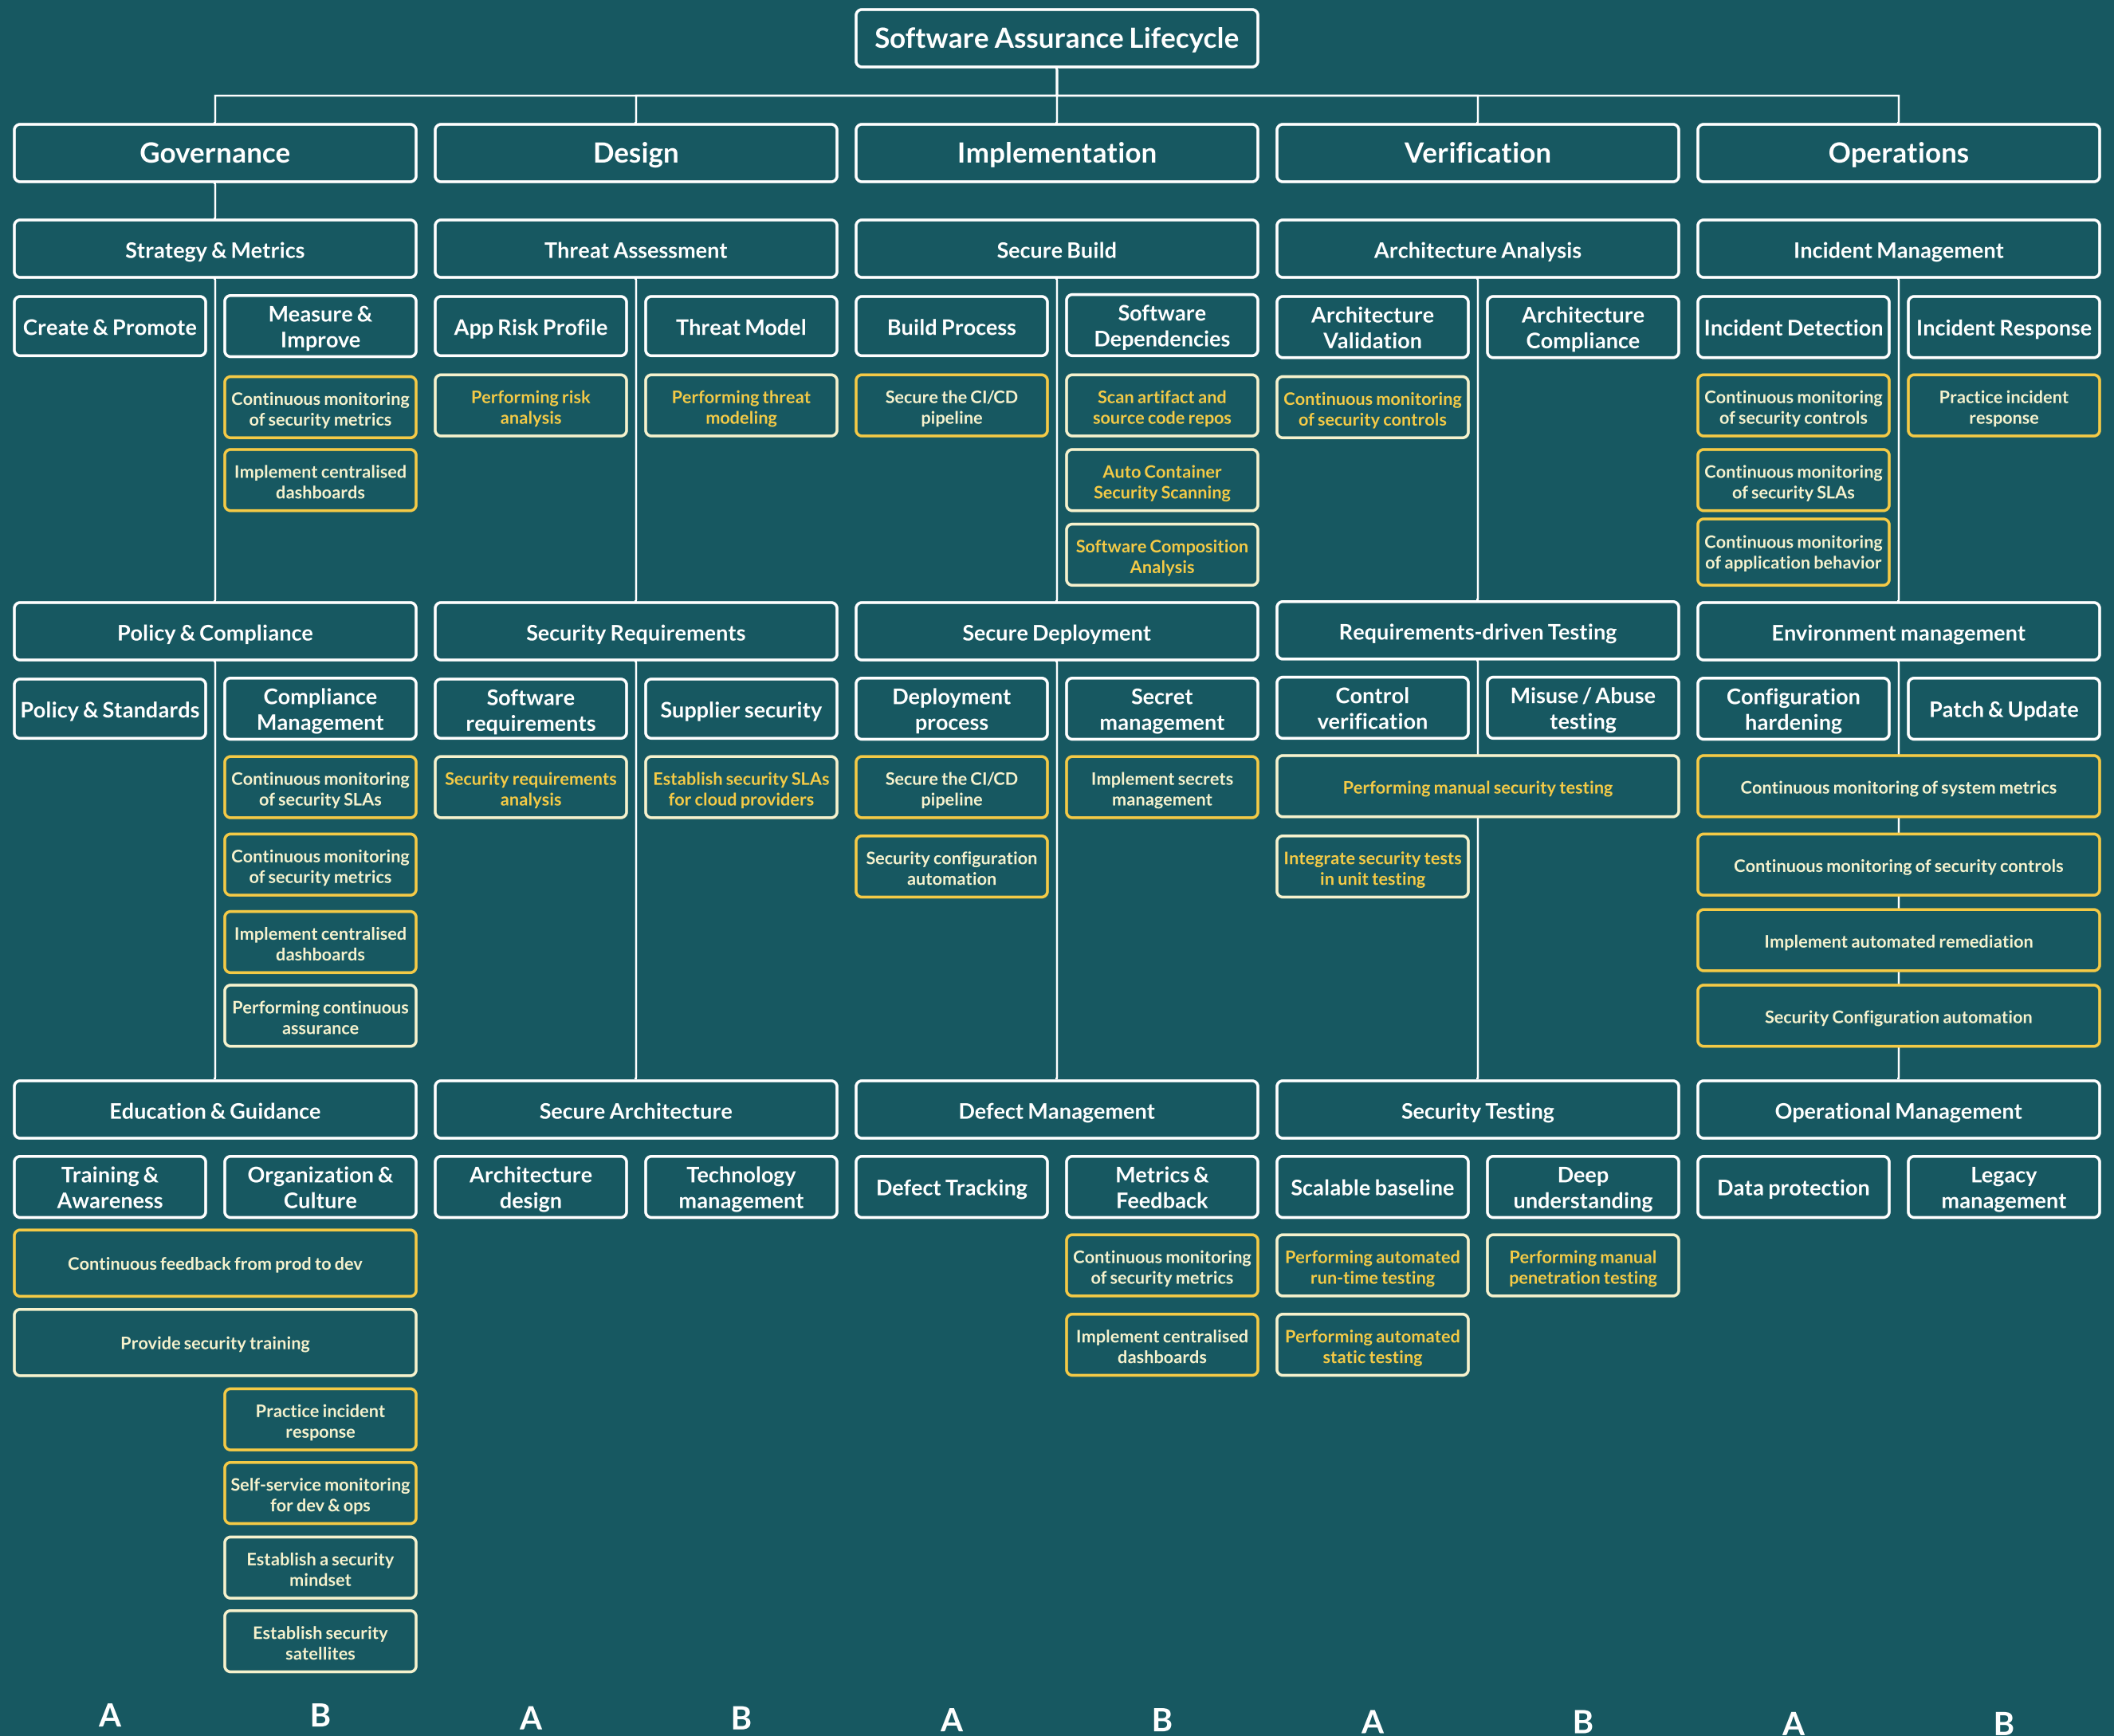 Software Assurance Lifecycle
Governance
Design
Implementation
Verification
Operations
Strategy & Metrics
Threat Assessment
Secure Build
Architecture Analysis
Incident Management
Create & Promote
Measure &
Improve
App Risk Profile
Threat Model
Build Process
Software
Dependencies
Architecture
Validation
Architecture
Compliance
Incident Detection
Incident Response
Continuous monitoring
of security metrics
Performing risk
analysis
Performing threat
modeling
Secure the CI/CD
pipeline
Scan artifact and
source code repos
Continuous monitoring
of security controls
Continuous monitoring
of security controls
Practice incident
response
Implement centralised
dashboards
Auto Container
Security Scanning
Continuous monitoring
of security SLAs
Software Composition
Analysis
Continuous monitoring
of application behavior
Policy & Compliance
Security Requirements
Secure Deployment
Requirements-driven Testing
Environment management
Policy & Standards
Compliance
Management
Software
requirements
Supplier security
Deployment
process
Secret
management
Control
verification
Misuse / Abuse
testing
Configuration
hardening
Patch & Update
Continuous monitoring
of security SLAs
Security requirements
analysis
Establish security SLAs
for cloud providers
Secure the CI/CD
pipeline
Implement secrets
management
Performing manual security testing
Continuous monitoring of system metrics
Continuous monitoring
of security metrics
Security configuration
automation
Integrate security tests
in unit testing
Continuous monitoring of security controls
Implement centralised
dashboards
Implement automated remediation
Performing continuous
assurance
Security Configuration automation
Education & Guidance
Secure Architecture
Defect Management
Security Testing
Operational Management
Training &
Awareness
Organization &
Culture
Architecture
design
Technology
management
Defect Tracking
Metrics &
Feedback
Scalable baseline
Deep
understanding
Data protection
Legacy
management
Continuous feedback from prod to dev
Continuous monitoring
of security metrics
Performing automated
run-time testing
Performing manual
penetration testing
Provide security training
Implement centralised
dashboards
Performing automated
static testing
Practice incident
response
Self-service monitoring
for dev & ops
Establish a security
mindset
Establish security
satellites
A
B
A
B
A
B
A
B
A
B